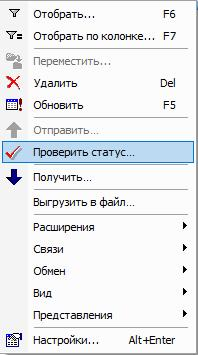 Отобрать... F6
Отобрать по колонке... F7
Переместить...
Удалить Del
Обновить F5
Отправить...
Проверить статус...
Получить...
Выгрузить в файл...
Расширения
Связи
Обмен
Вид
Представления
Настройки... Alt+Enter